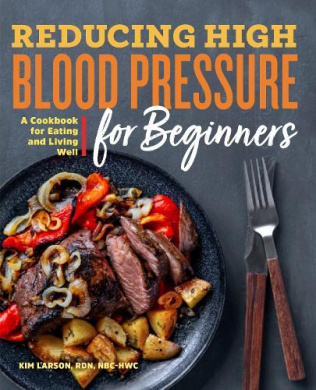 REDUCING HIGH
BLOOD PRESSURE
A Cookbook
for Eating
and Living
Well
for Beginners
KIM LARSON, RDN, NBC-HWC